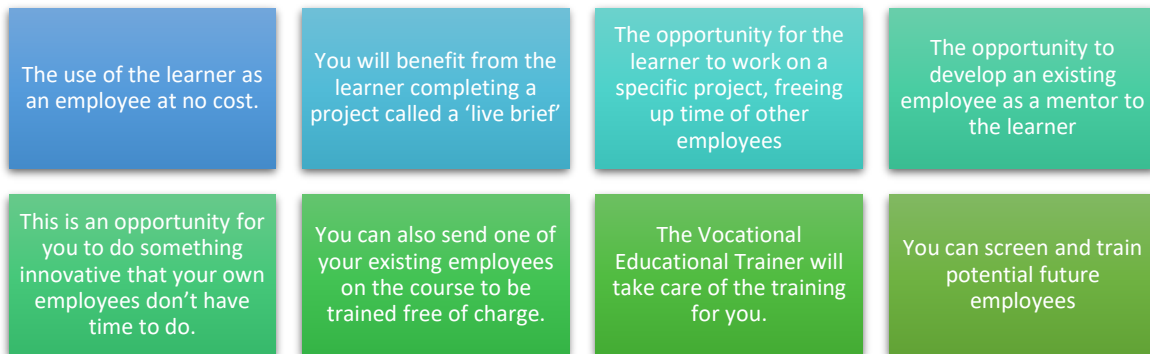 The use of the learner as
an employee at no cost.
You will benefit from the
learner completing a
project called a ‘live brief’
The opportunity for the
learner to work on a
specific project, freeing
up time of other
employees
The opportunity to
develop an existing
employee as a mentor to
the learner
This is an opportunity for
you to do something
innovative that your own
employees don’t have
time to do.
You can also send one of
your existing employees
on the course to be
trained free of charge.
The Vocational
Educational Trainer will
take care of the training
for you.
You can screen and train
potential future
employees